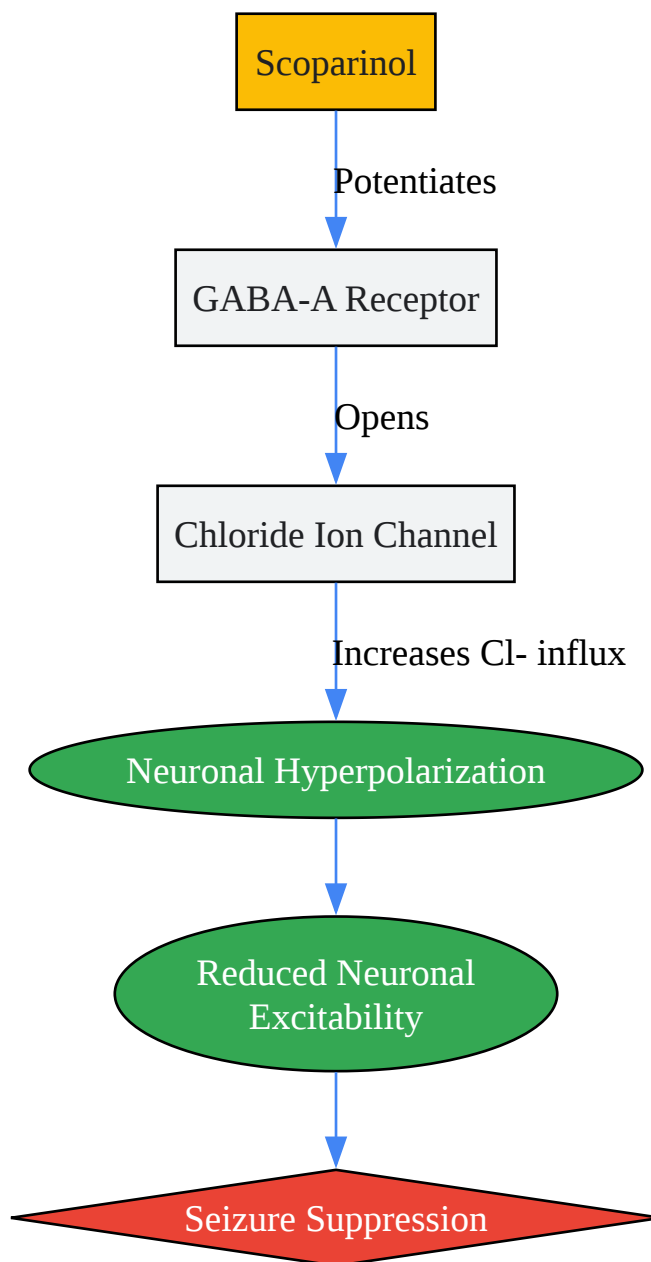 Scoparinol
Potentiates
GABA-A Receptor
Opens
Chloride Ion Channel
Increases Cl- influx
Neuronal Hyperpolarization
Reduced Neuronal
Excitability
Seizure Suppression